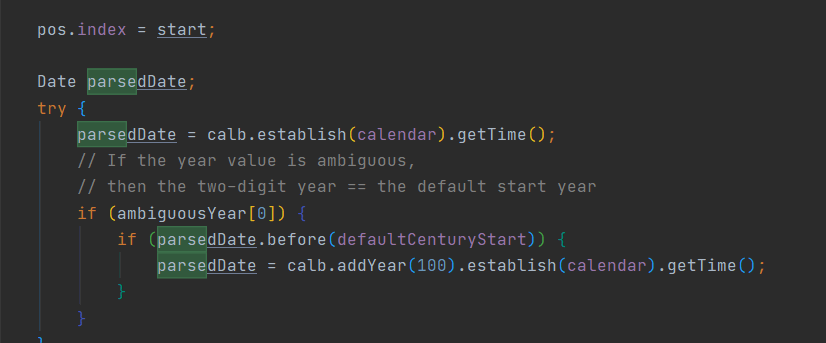 pos.index = start;
Date parsedDate;
try {
parsedDate = calb.establish(calendar).getTime();
// If the year value is ambiguous,
// then the two-digit year == the default start year
if (ambiguousYear[0]) {
if (parsedDate.before(defaultCenturyStart)) {
parsedDate = calb.addYear(100).establish(calendar).getTime();
}
}
}